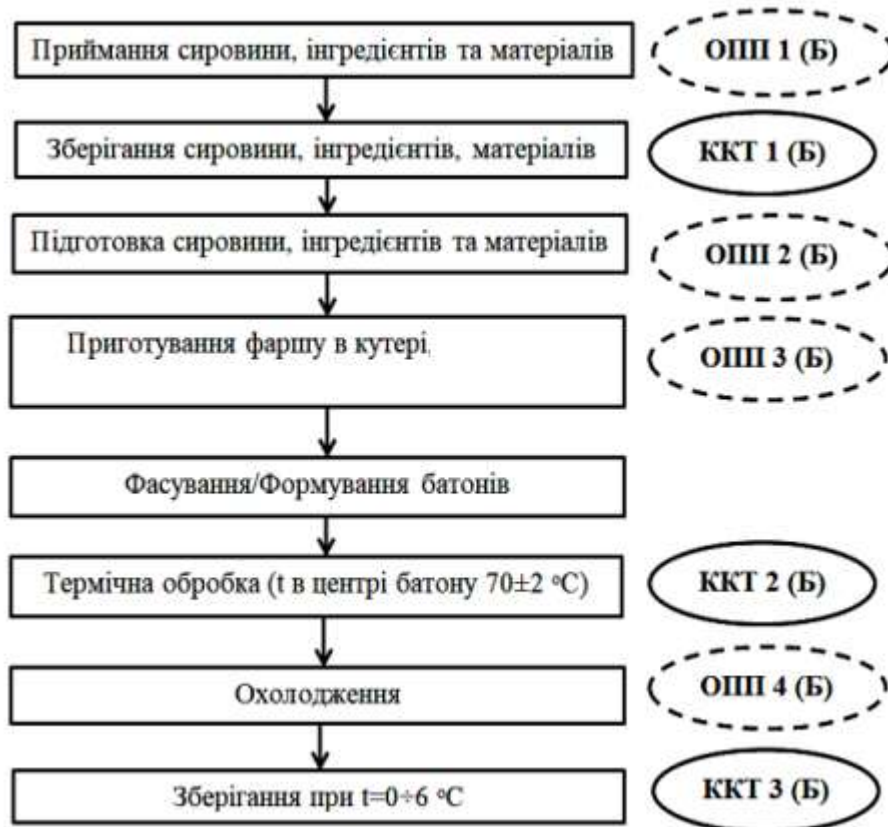 Приймання сировини, інгредієнтів та матеріалів
ОПП 1 (Б)
Зберігання сировини, інгредієнтів, матеріалів
ККТ 1 (Б)
Підготовка сировини, інгредієнтів та матеріалів
ОПП 2 (Б)
Приготування фаршу в кутері,
ОПП 3 (Б)
Фасування/Формування батонів
Термічна обробка (t в центрі батону 70±2 ºС)
ККТ 2 (Б)
Охолодження
ОПП 4 (Б)
Зберігання при t=0÷6 ºС
ККТ 3 (Б)